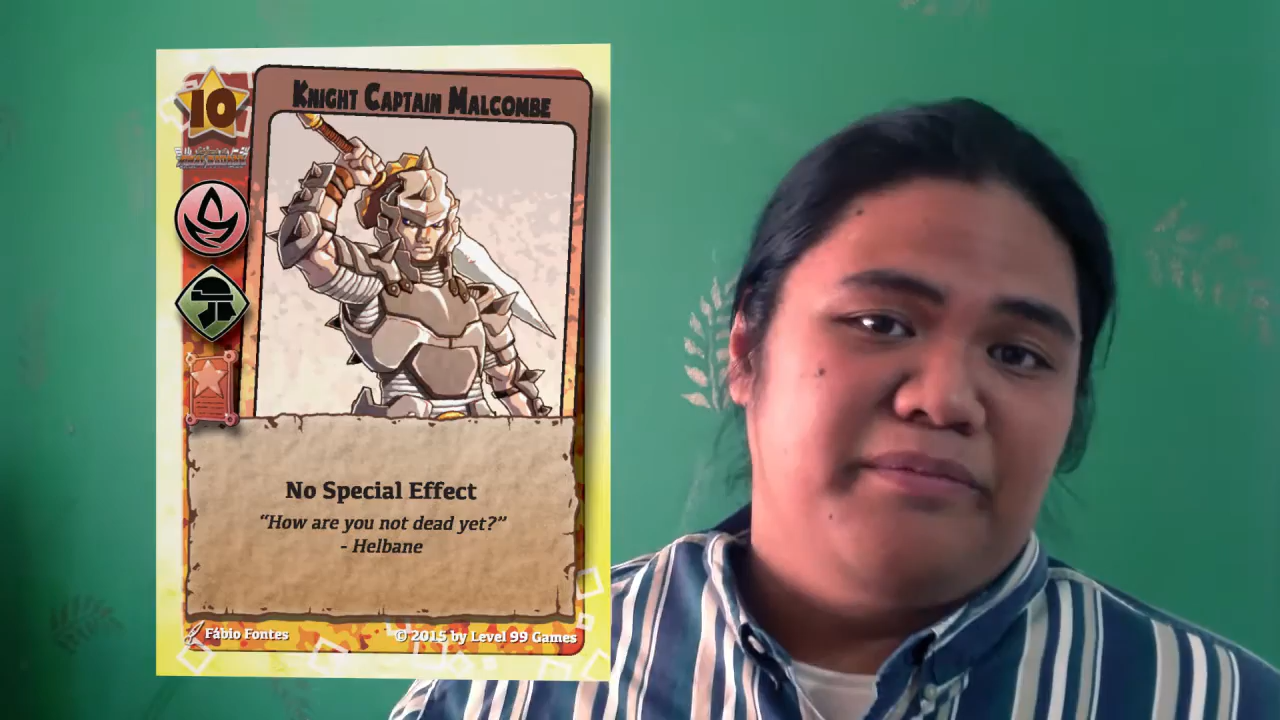 10
KNIGHT CAPTAIN MALCOMBE
No Special Effect
“How are you not dead yet?”
- Helbane
Fábio Fontes
© 2015 by Level 99 Games